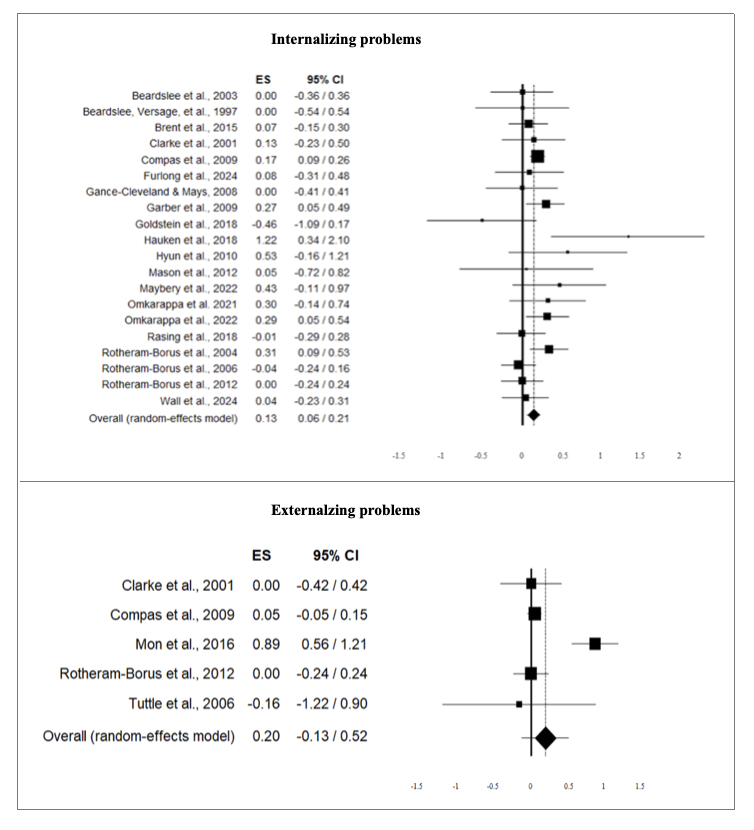 Internalizing problems
ES 95% CI
Beardslee et al., 2003 0.00 -0.36 / 0.36
Beardslee, Versage, et al., 1997 0.00 -0.54 / 0.54
Brent et al., 2015 0.07 -0.15 / 0.30
Clarke et al., 2001 0.13 -0.23 / 0.50
Compas et al., 2009 0.17 0.09 / 0.26
Furlong et al., 2024 0.08 -0.31 / 0.48
Gance-Cleveland & Mays, 2008 0.00 -0.41 / 0.41
Garber et al., 2009 0.27 0.05 / 0.49
Goldstein et al., 2018 -0.46 -1.09 / 0.17
Hauken et al., 2018 1.22 0.34 / 2.10
Hyun et al., 2010 0.53 -0.16 / 1.21
Mason et al., 2012 0.05 -0.72 / 0.82
Maybery et al., 2022 0.43 -0.11 / 0.97
Omkarappa et al. 2021 0.30 -0.14 / 0.74
Omkarappa et al., 2022 0.29 0.05 / 0.54
Rasing et al., 2018 -0.01 -0.29 / 0.28
Rotheram-Borus et al., 2004 0.31 0.09 / 0.53
Rotheram-Borus et al., 2006 -0.04 -0.24 / 0.16
Rotheram-Borus et al., 2012 0.00 -0.24 / 0.24
Wall et al., 2024 0.04 -0.23 / 0.31
Overall (random-effects model) 0.13 0.06 / 0.21
-1.5 -1 -0.5 0 0.5 1 1.5 2
Externalzing problems
ES 95% CI
Clarke et al., 2001 0.00 -0.42 / 0.42
Compas et al., 2009 0.05 -0.05 / 0.15
Mon et al., 2016 0.89 0.56 / 1.21
Rotheram-Borus et al., 2012 0.00 -0.24 / 0.24
Tuttle et al., 2006 -0.16 -1.22 / 0.90
Overall (random-effects model) 0.20 -0.13 / 0.52
-1.5 -1 -0.5 0 0.5 1 1.5